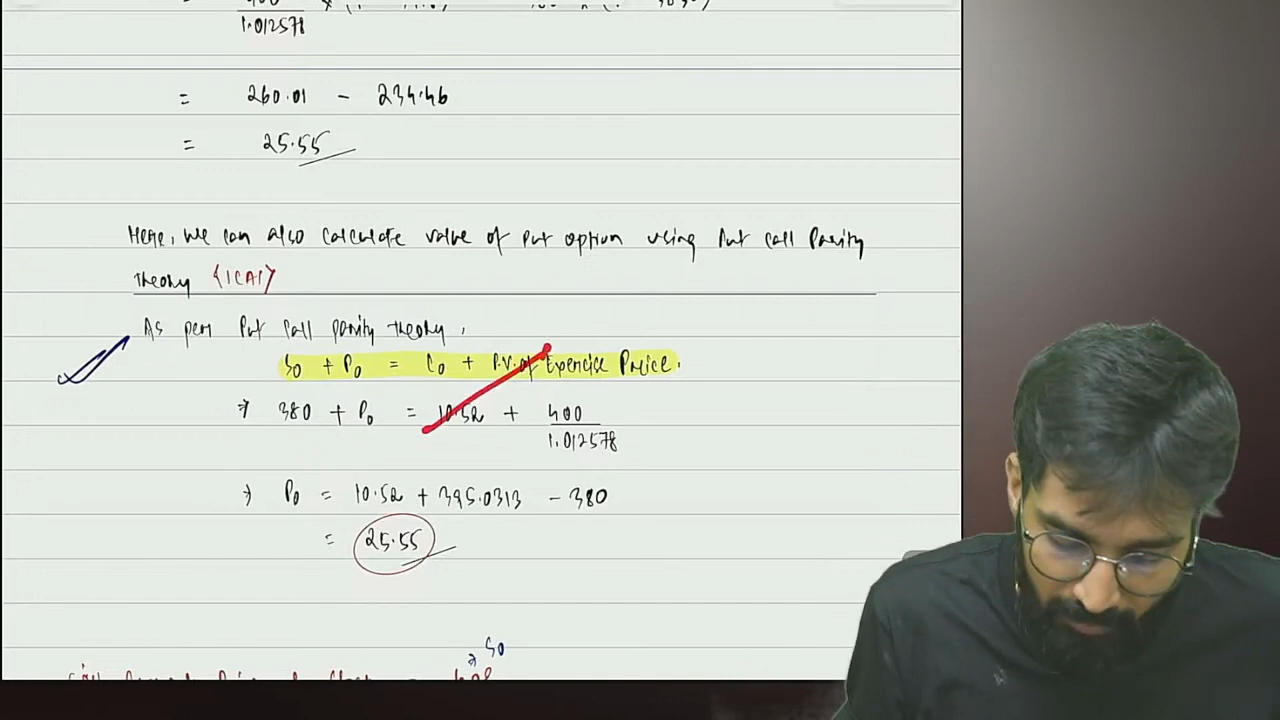 1.012578
= 260.01 - 234.46
= 25.55
Here, we can also calculate value of Put option using Put call Parity
Theory {ICAI}
As per Put Call parity theory,
S0 + P0 = C0 + P.V. of Exercise Price.
⇒ 380 + P0 = 10.52 + 400
1.012578
⇒ P0 = 10.52 + 395.0313 - 380
= 25.55
S0